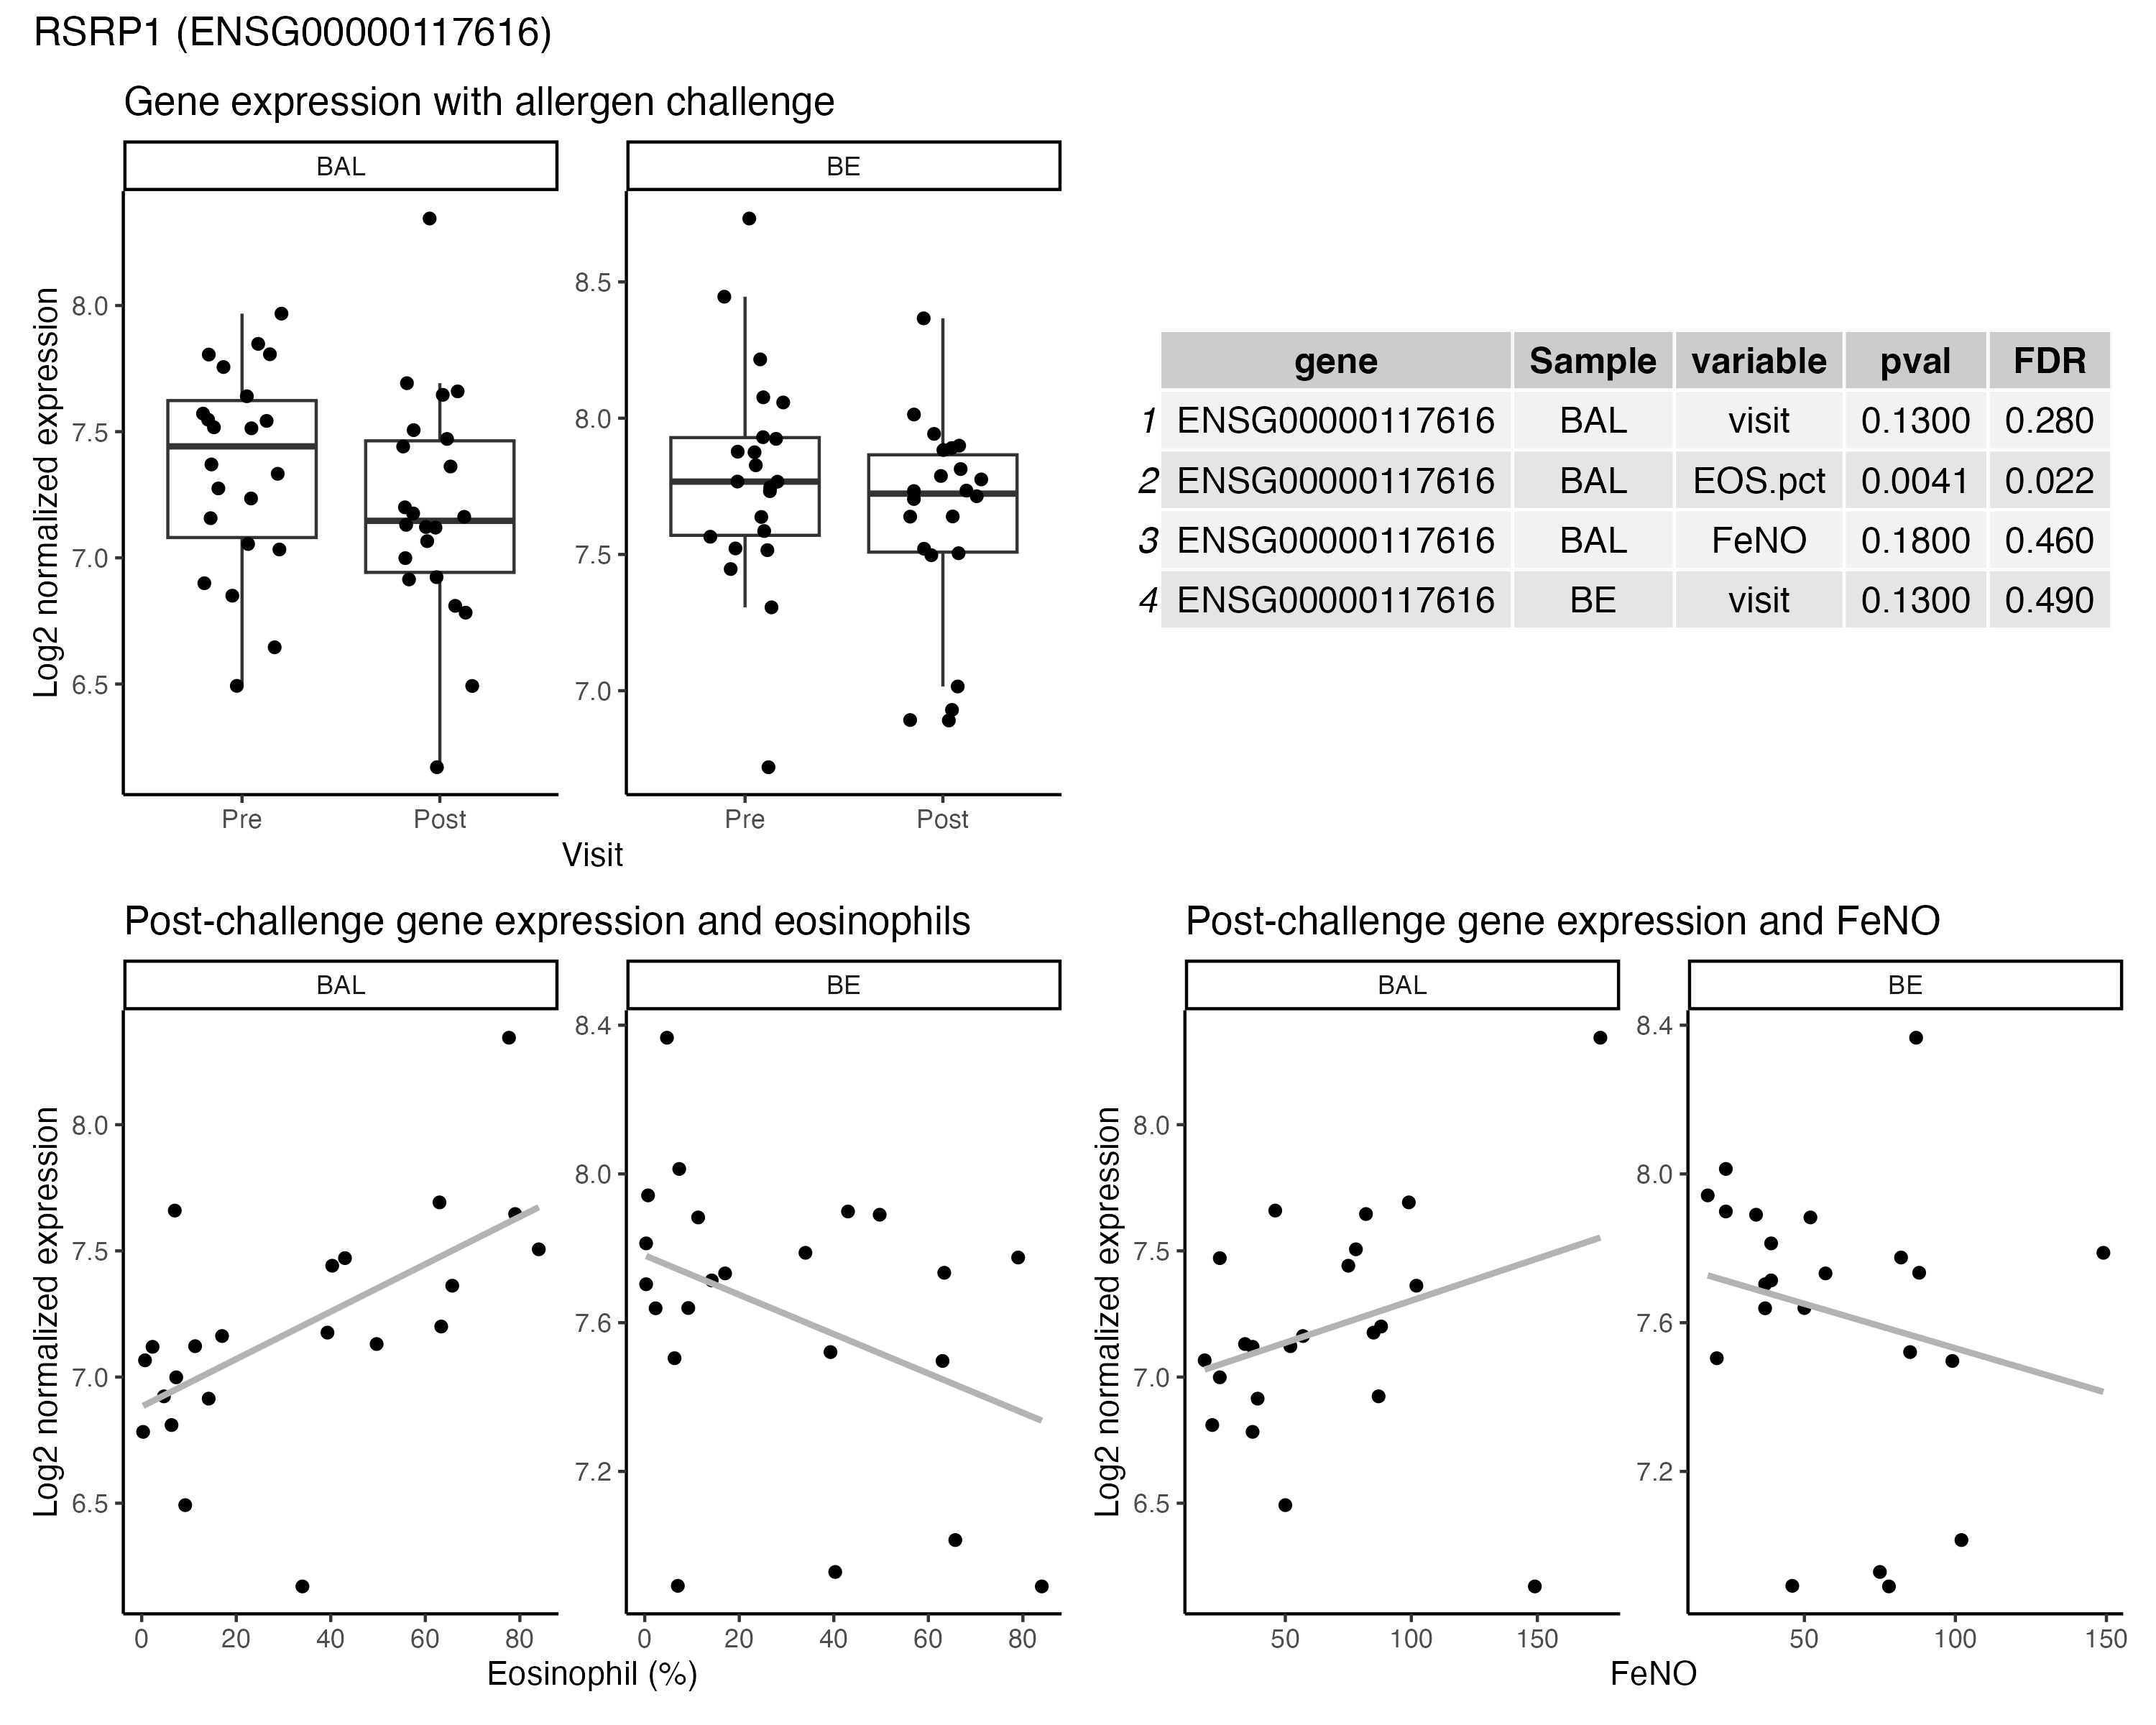 RSRP1 (ENSG00000117616)
Gene expression with allergen challenge
BAL
BE
Log2 normalized expression
8.0
7.5
7.0
6.5
8.5
8.0
7.5
7.0
Pre
Post
Pre
Post
Visit
gene Sample variable pval FDR
1 ENSG00000117616 BAL visit 0.1300 0.280
2 ENSG00000117616 BAL EOS.pct 0.0041 0.022
3 ENSG00000117616 BAL FeNO 0.1800 0.460
4 ENSG00000117616 BE visit 0.1300 0.490
Post-challenge gene expression and eosinophils
BAL
BE
Log2 normalized expression
8.0
7.5
7.0
6.5
8.4
8.0
7.6
7.2
0 20 40 60 80
0 20 40 60 80
Eosinophil (%)
Post-challenge gene expression and FeNO
BAL
BE
Log2 normalized expression
8.0
7.5
7.0
6.5
8.4
8.0
7.6
7.2
50 100 150
50 100 150
FeNO